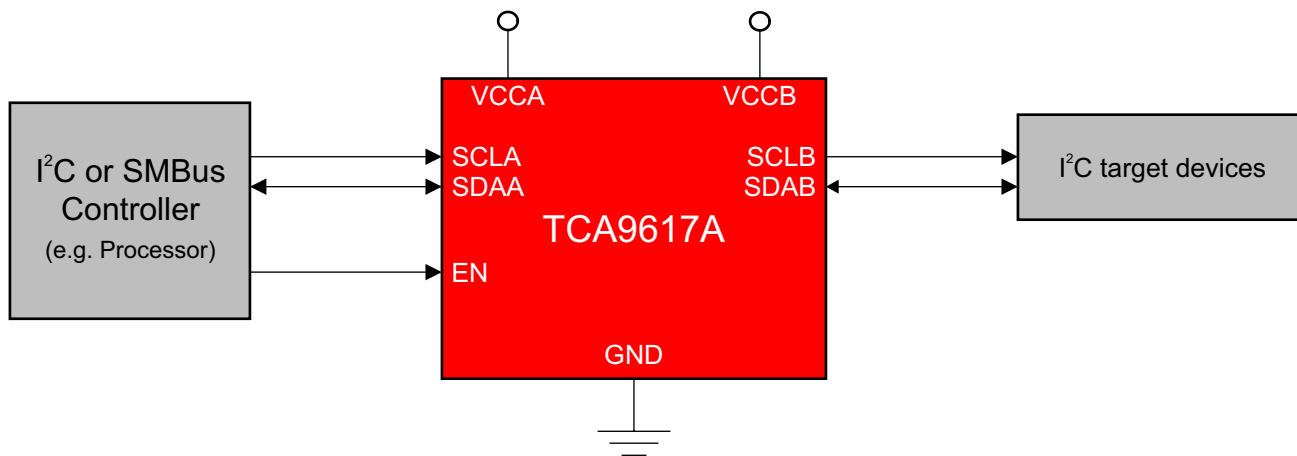 VCCA
VCCB
I²C or SMBus
Controller
(e.g. Processor)
SCLA
SDAA
EN
SCLB
SDAB
TCA9617A
GND
I²C target devices